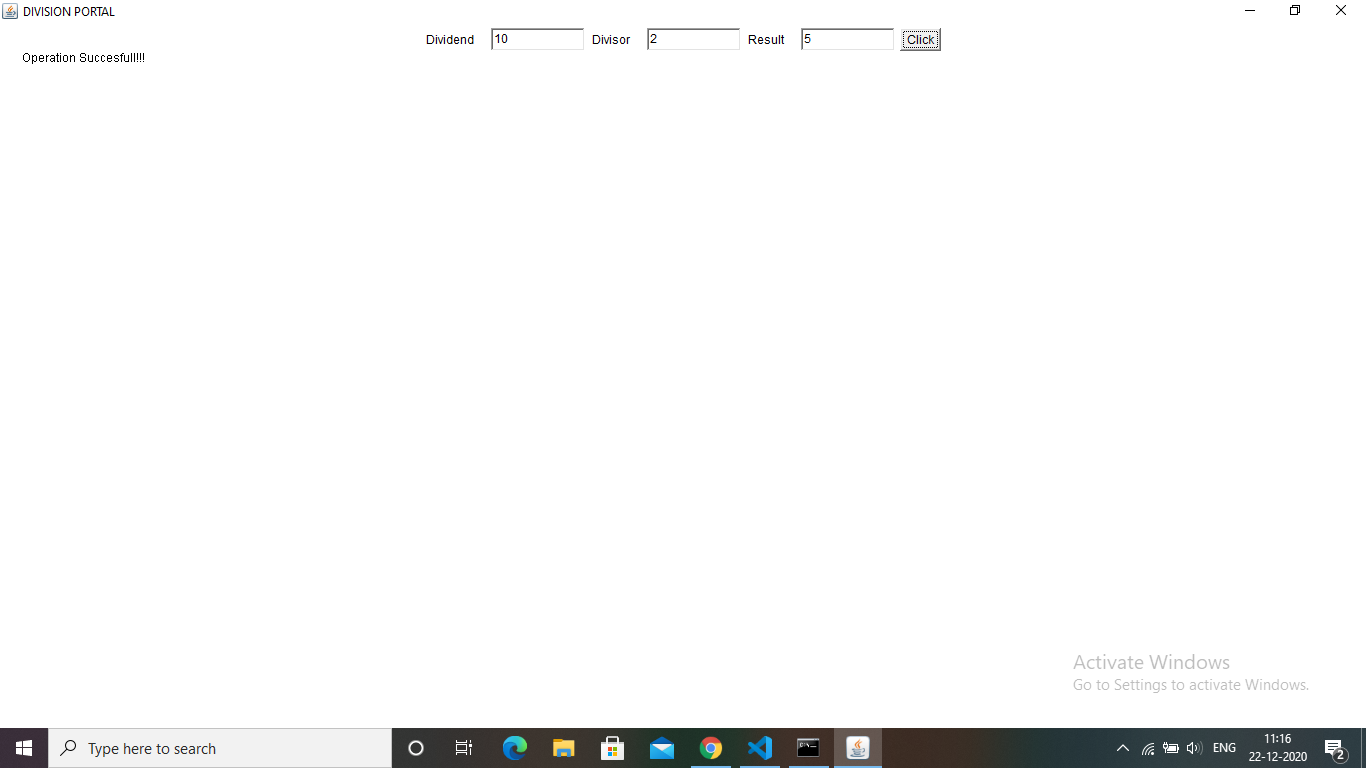 DIVISION PORTAL
Dividend 10 Divisor 2 Result 5 Click
Operation Succesfull!!!
Activate Windows
Go to Settings to activate Windows.
Type here to search
ENG
11:16
22-12-2020
2